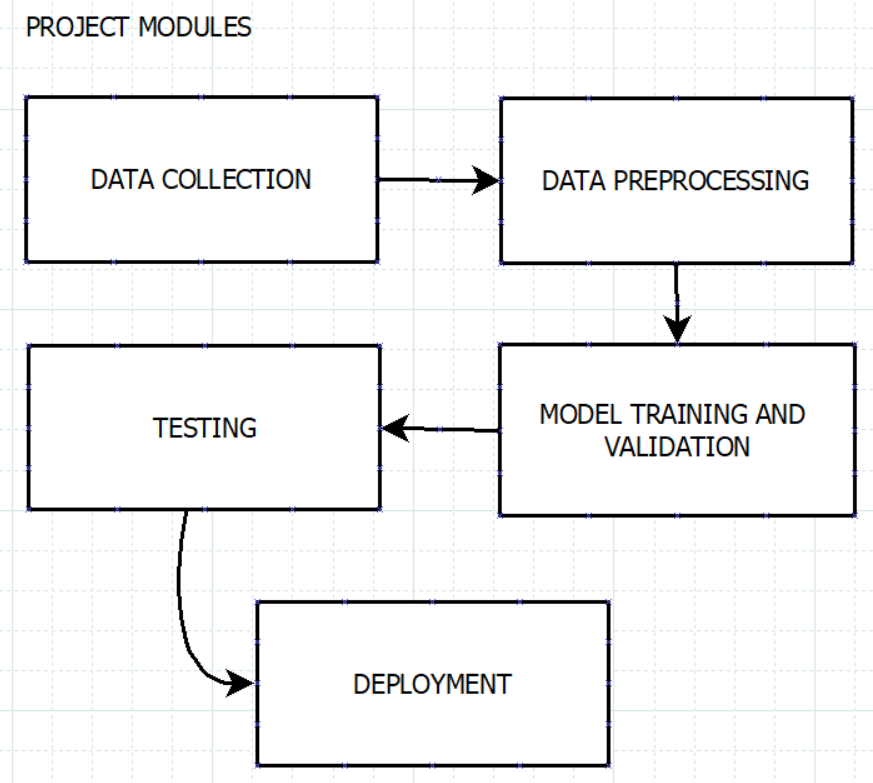 PROJECT MODULES
DATA COLLECTION
DATA PREPROCESSING
MODEL TRAINING AND
VALIDATION
TESTING
DEPLOYMENT